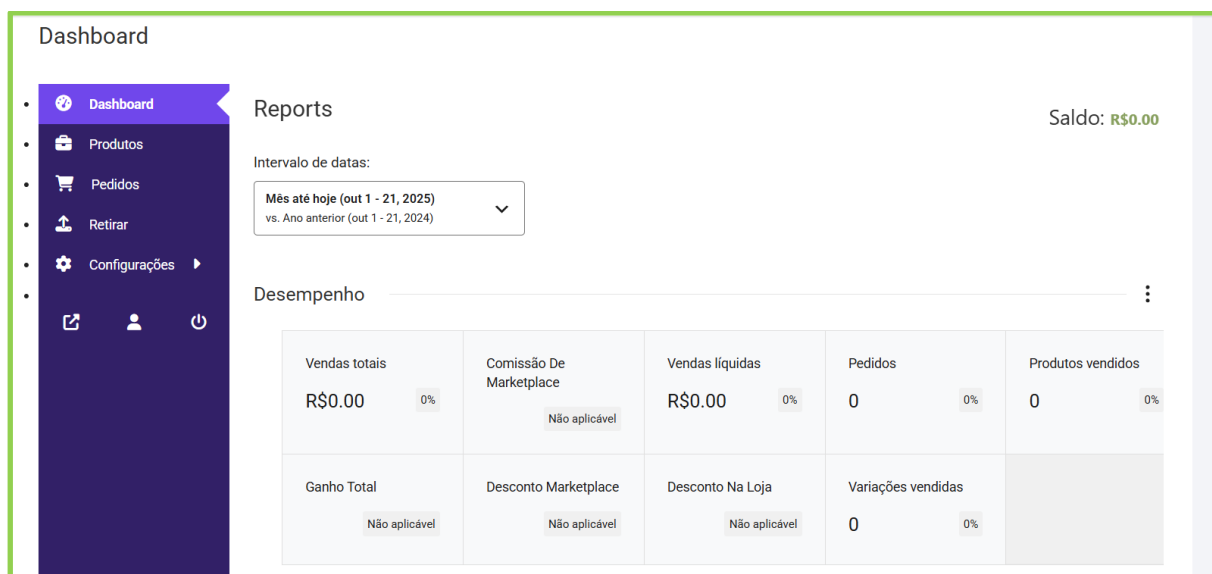 Dashboard
Dashboard
Produtos
Pedidos
Retirar
Configurações
Reports
Saldo: R$0.00
Intervalo de datas:
Mês até hoje (out 1 - 21, 2025)
vs. Ano anterior (out 1 - 21, 2024)
Desempenho
Vendas totais
R$0.00 0%
Comissão De
Marketplace
Não aplicável
Vendas líquidas
R$0.00 0%
Pedidos
0 0%
Produtos vendidos
0 0%
Ganho Total
Não aplicável
Desconto Marketplace
Não aplicável
Desconto Na Loja
Não aplicável
Variações vendidas
0 0%